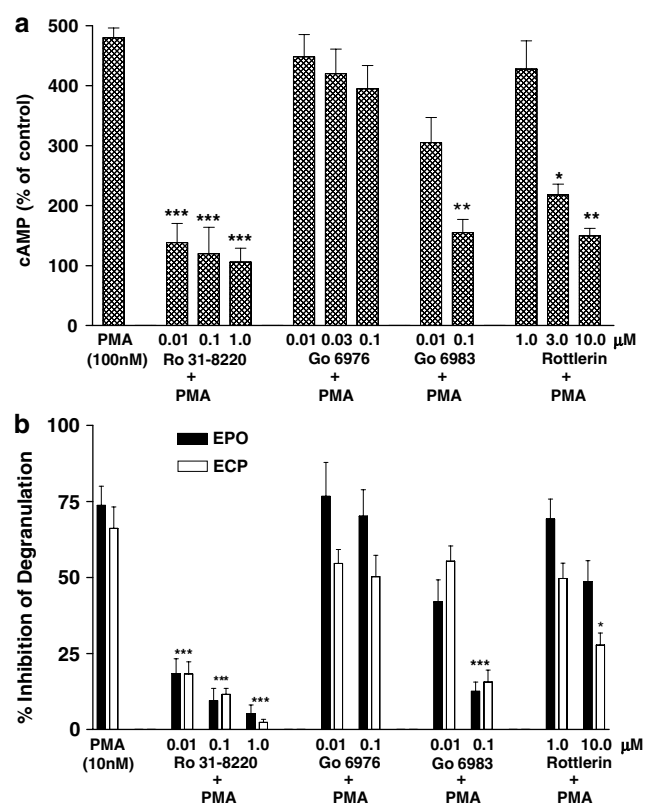 a
500
400
300
200
100
0
cAMP (% of control)
*** *** *** ** * **
PMA 0.01 0.1 1.0 0.01 0.03 0.1 0.01 0.1 1.0 3.0 10.0 μM
(100nM) Ro 31-8220 Go 6976 Go 6983 Rottlerin
+ + + +
PMA PMA PMA PMA
b
100
75
50
25
0
% Inhibition of Degranulation
EPO
ECP
*** *** *** *** *
PMA 0.01 0.1 1.0 0.01 0.1 0.01 0.1 1.0 10.0 μM
(10nM) Ro 31-8220 Go 6976 Go 6983 Rottlerin
+ + + +
PMA PMA PMA PMA